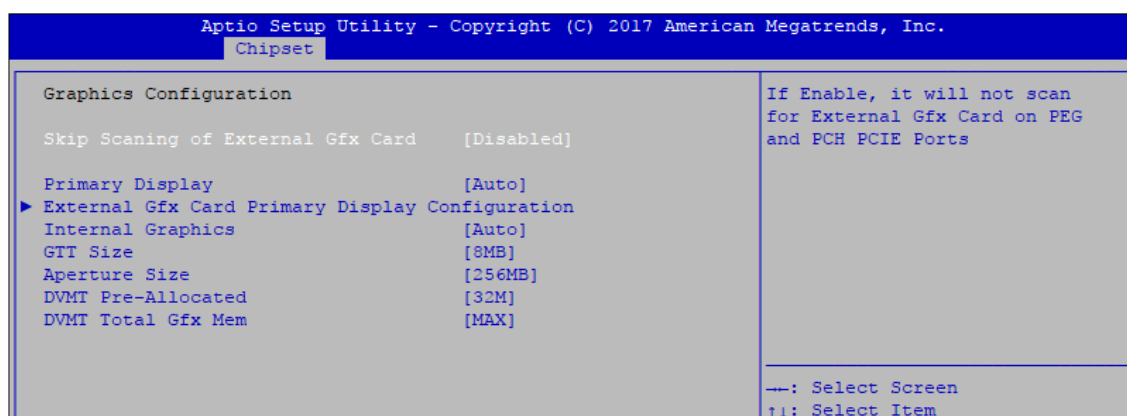 Aptio Setup Utility – Copyright (C) 2017 American Megatrends, Inc.
Chipset
Graphics Configuration
Skip Scaning of External Gfx Card [Disabled]
Primary Display [Auto]
► External Gfx Card Primary Display Configuration
Internal Graphics [Auto]
GTT Size [8MB]
Aperture Size [256MB]
DVMT Pre-Allocated [32M]
DVMT Total Gfx Mem [MAX]
If Enable, it will not scan
for External Gfx Card on PEG
and PCH PCIE Ports
→←: Select Screen
↑↓: Select Item